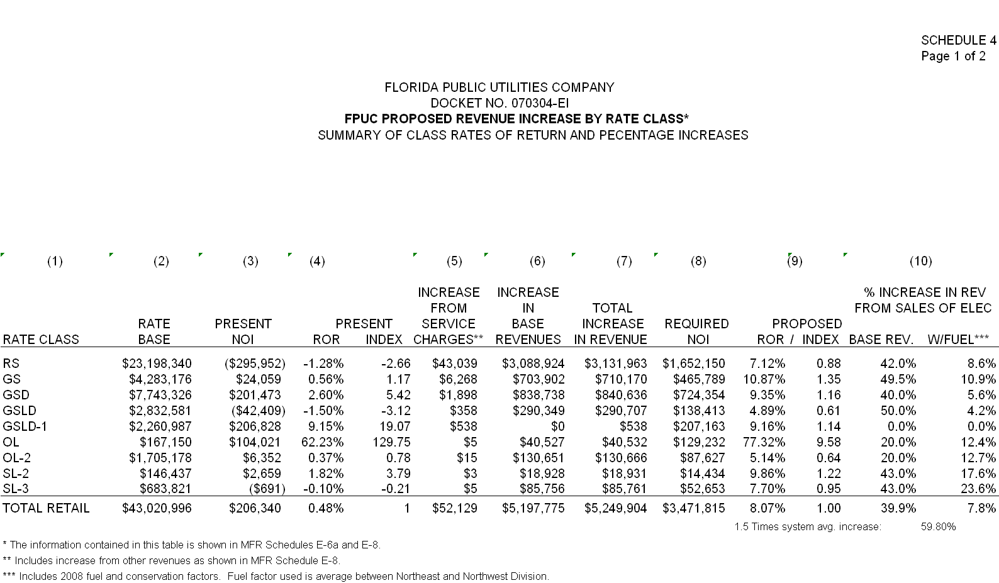 SCHEDULE 4
Page 1 of 2
FLORIDA PUBLIC UTILITIES COMPANY
DOCKET NO. 070304-EI
FPUC PROPOSED REVENUE INCREASE BY RATE CLASS*
SUMMARY OF CLASS RATES OF RETURN AND PECENTAGE INCREASES
(1) (2) (3) (4) (5) (6) (7) (8) (9) (10)
INCREASE INCREASE % INCREASE IN REV
FROM IN TOTAL FROM SALES OF ELEC
RATE PRESENT PRESENT SERVICE BASE INCREASE REQUIRED PROPOSED
RATE CLASS BASE NOI ROR INDEX CHARGES** REVENUES IN REVENUE NOI ROR / INDEX BASE REV. W/FUEL***
RS $23,198,340 ($295,952) -1.28% -2.66 $43,039 $3,088,924 $3,131,963 $1,652,150 7.12% 0.88 42.0% 8.6%
GS $4,283,176 $24,059 0.56% 1.17 $6,268 $703,902 $710,170 $465,789 10.87% 1.35 49.5% 10.9%
GSD $7,743,326 $201,473 2.60% 5.42 $1,898 $838,738 $840,636 $724,354 9.35% 1.16 40.0% 5.6%
GSLD $2,832,581 ($42,409) -1.50% -3.12 $358 $290,349 $290,707 $138,413 4.89% 0.61 50.0% 4.2%
GSLD-1 $2,260,987 $206,828 9.15% 19.07 $538 $0 $538 $207,163 9.16% 1.14 0.0% 0.0%
OL $167,150 $104,021 62.23% 129.75 $5 $40,527 $40,532 $129,232 77.32% 9.58 20.0% 12.4%
OL-2 $1,705,178 $6,352 0.37% 0.78 $15 $130,651 $130,666 $87,627 5.14% 0.64 20.0% 12.7%
SL-2 $146,437 $2,659 1.82% 3.79 $3 $18,928 $18,931 $14,434 9.86% 1.22 43.0% 17.6%
SL-3 $683,821 ($691) -0.10% -0.21 $5 $85,756 $85,761 $52,653 7.70% 0.95 43.0% 23.6%
TOTAL RETAIL $43,020,996 $206,340 0.48% 1 $52,129 $5,197,775 $5,249,904 $3,471,815 8.07% 1.00 39.9% 7.8%
1.5 Times system avg. increase: 59.80%
* The information contained in this table is shown in MFR Schedules E-6a and E-8.
** Includes increase from other revenues as shown in MFR Schedule E-8.
*** Includes 2008 fuel and conservation factors. Fuel factor used is average between Northeast and Northwest Division.